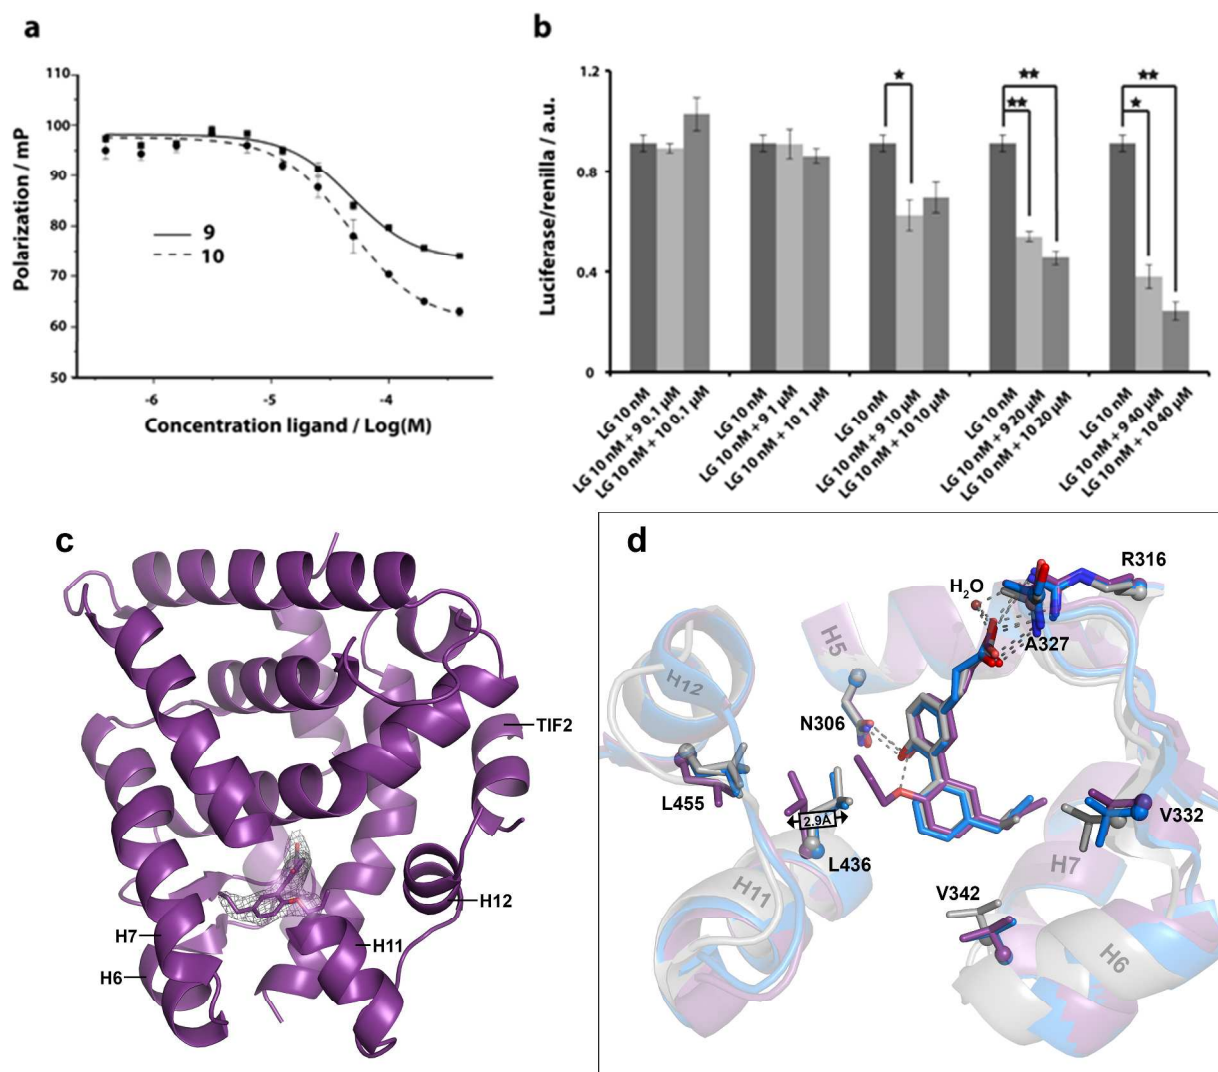 a
Polarization / mP
110
100
90
80
70
60
50
9
10
-6
-5
-4
Concentration ligand / Log(M)
b
Luciferase/renilla / a.u.
1.2
0.8
0.4
0
★
★★
★★
★★
★
LG 10 nM
LG 10 nM + 9 0.1 µM
LG 10 nM + 10 0.1 µM
LG 10 nM
LG 10 nM + 9 1 µM
LG 10 nM + 10 1 µM
LG 10 nM
LG 10 nM + 9 10 µM
LG 10 nM + 10 10 µM
LG 10 nM
LG 10 nM + 9 20 µM
LG 10 nM + 10 20 µM
LG 10 nM
LG 10 nM + 9 40 µM
LG 10 nM + 10 40 µM
c
TIF2
H12
H7
H11
H6
d
R316
H₂O
A327
H5
H12
N306
L455
2.9Å
L436
V332
H7
V342
H11
H6